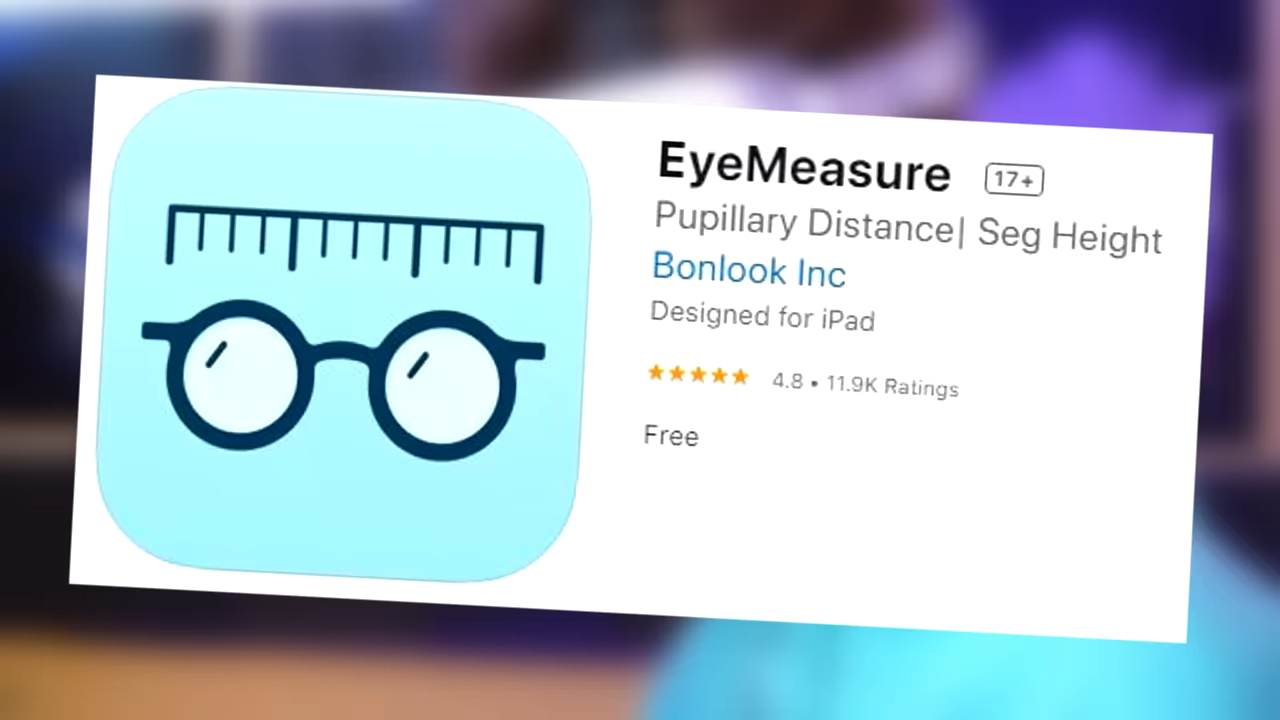 EyeMeasure 17+
Pupillary Distance| Seg Height
Bonlook Inc
Designed for iPad
4.8 • 11.9K Ratings
Free